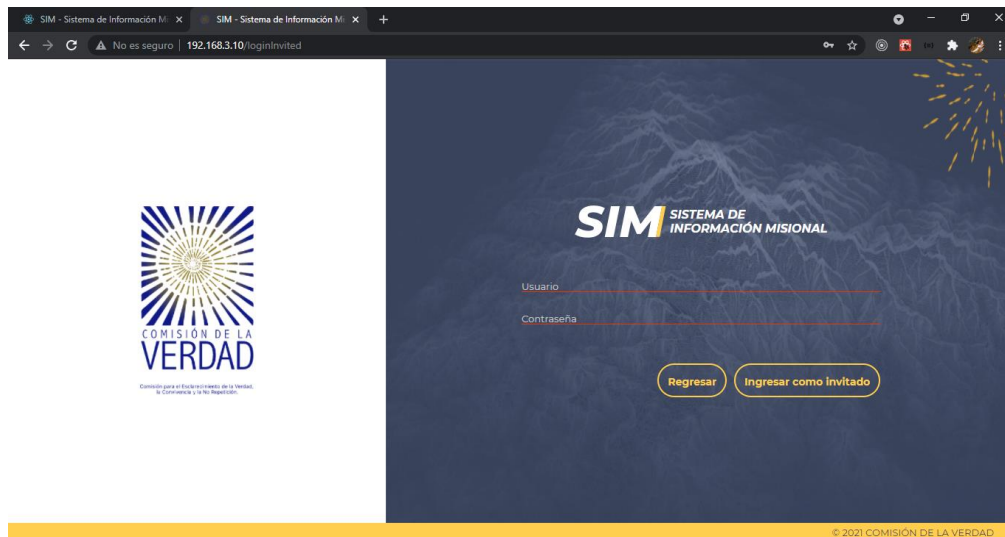 SIM - Sistema de Información Mi
SIM - Sistema de Información Mi
No es seguro | 192.168.3.10/loginInvited
SIM SISTEMA DE
INFORMACIÓN MISIONAL
Usuario
Contraseña
COMISIÓN DE LA
VERDAD
Comisión para el Esclarecimiento de la Verdad,
la Convivencia y la No Repetición.
Regresar
Ingresar como invitado
© 2021 COMISIÓN DE LA VERDAD